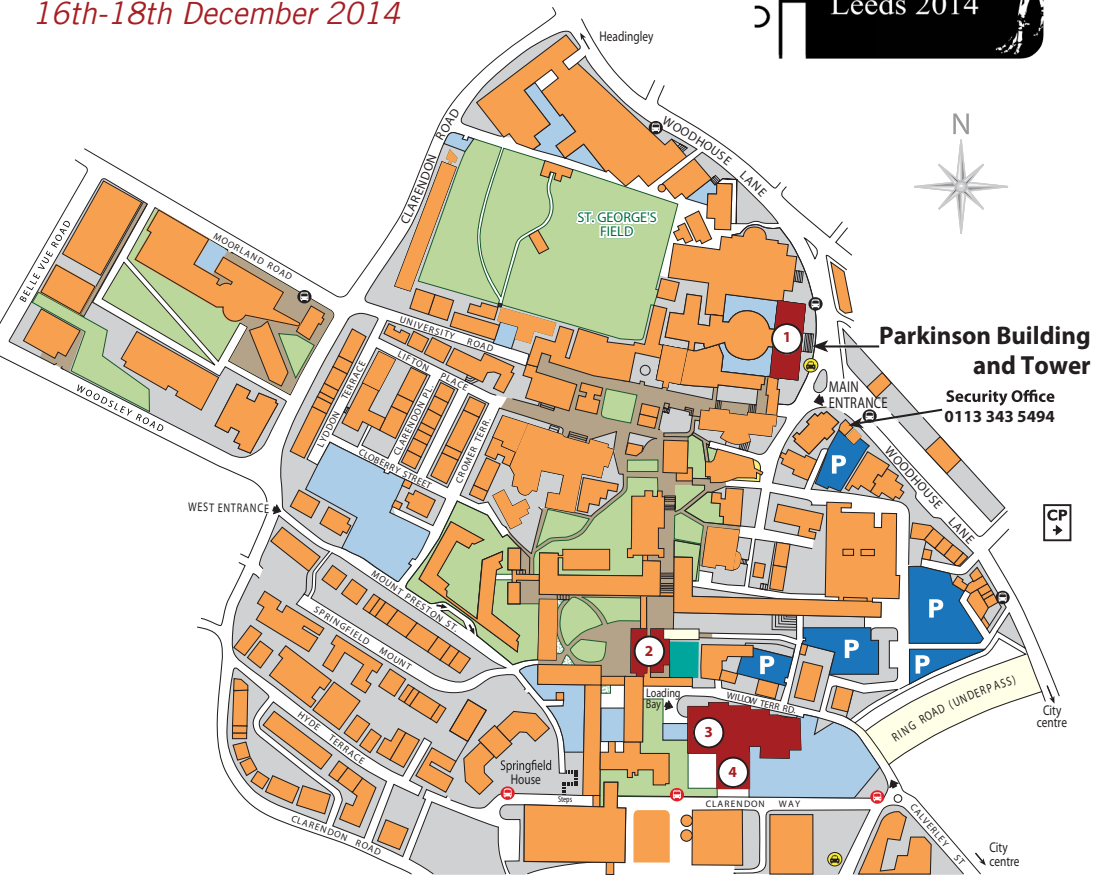 16th-18th December 2014
Leeds 2014
Headingley
WOODHOUSE LANE
CLARENDON ROAD
N
ST. GEORGE'S
FIELD
MOORLAND ROAD
BELLE VUE ROAD
UNIVERSITY ROAD
1
Parkinson Building
and Tower
LIFTON PLACE
MAIN
ENTRANCE
Security Office
0113 343 5494
WOODSLEY ROAD
LYDDON TERRACE
CLARENDON PL.
CROMER TERR.
CLOBERRY STREET
P
WOODHOUSE LANE
WEST ENTRANCE
CP
MOUNT PRESTON ST.
P
SPRINGFIELD MOUNT
2
P
P
P
Loading
Bay
WILLOW TERR RD.
RING ROAD (UNDERPASS)
City
centre
HYDE TERRACE
3
Springfield
House
4
Steps
CLARENDON WAY
CLARENDON ROAD
CALVERLEY ST
City
centre